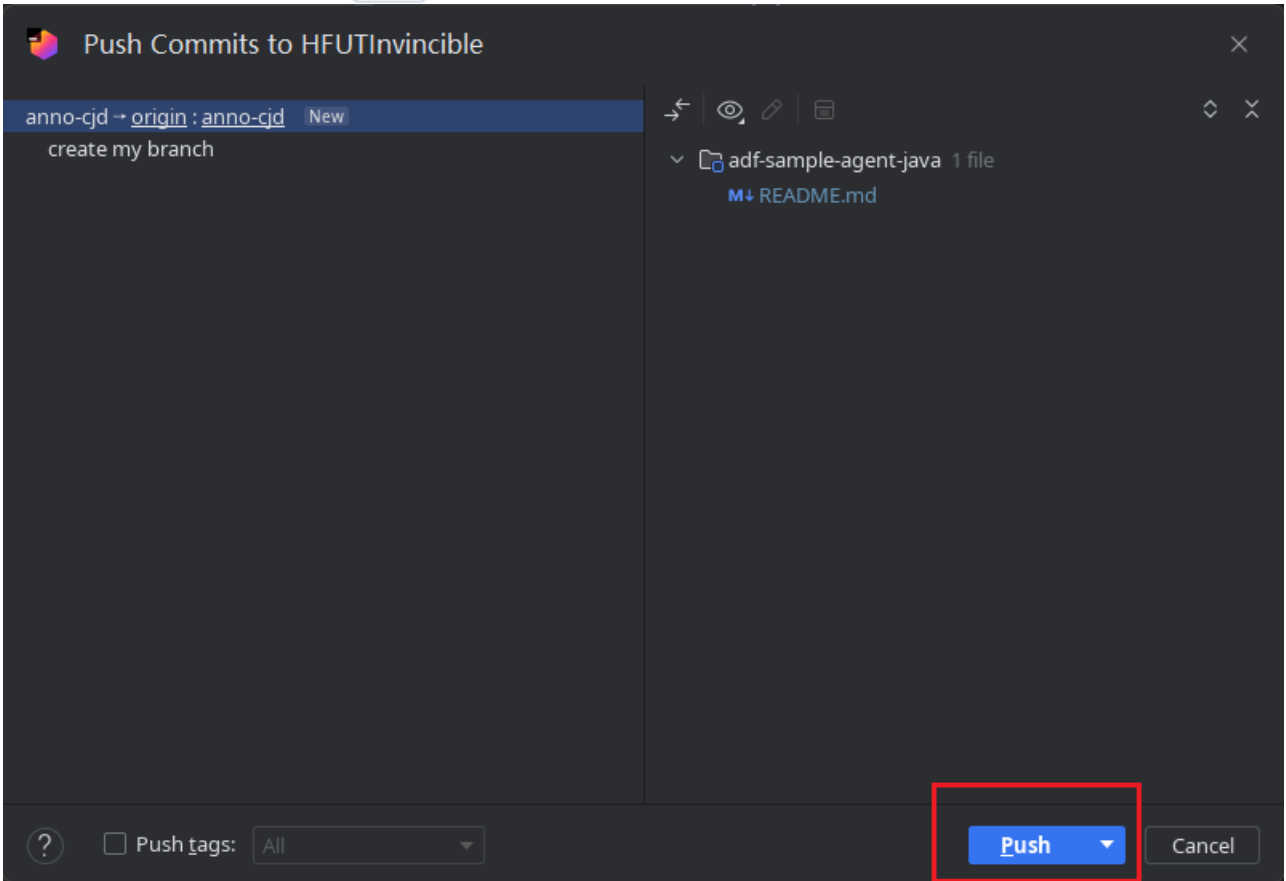 Push Commits to HFUTInvincible
anno-cjd → origin : anno-cjd New
create my branch
adf-sample-agent-java 1 file
M↓ README.md
? Push tags: All
Push
Cancel